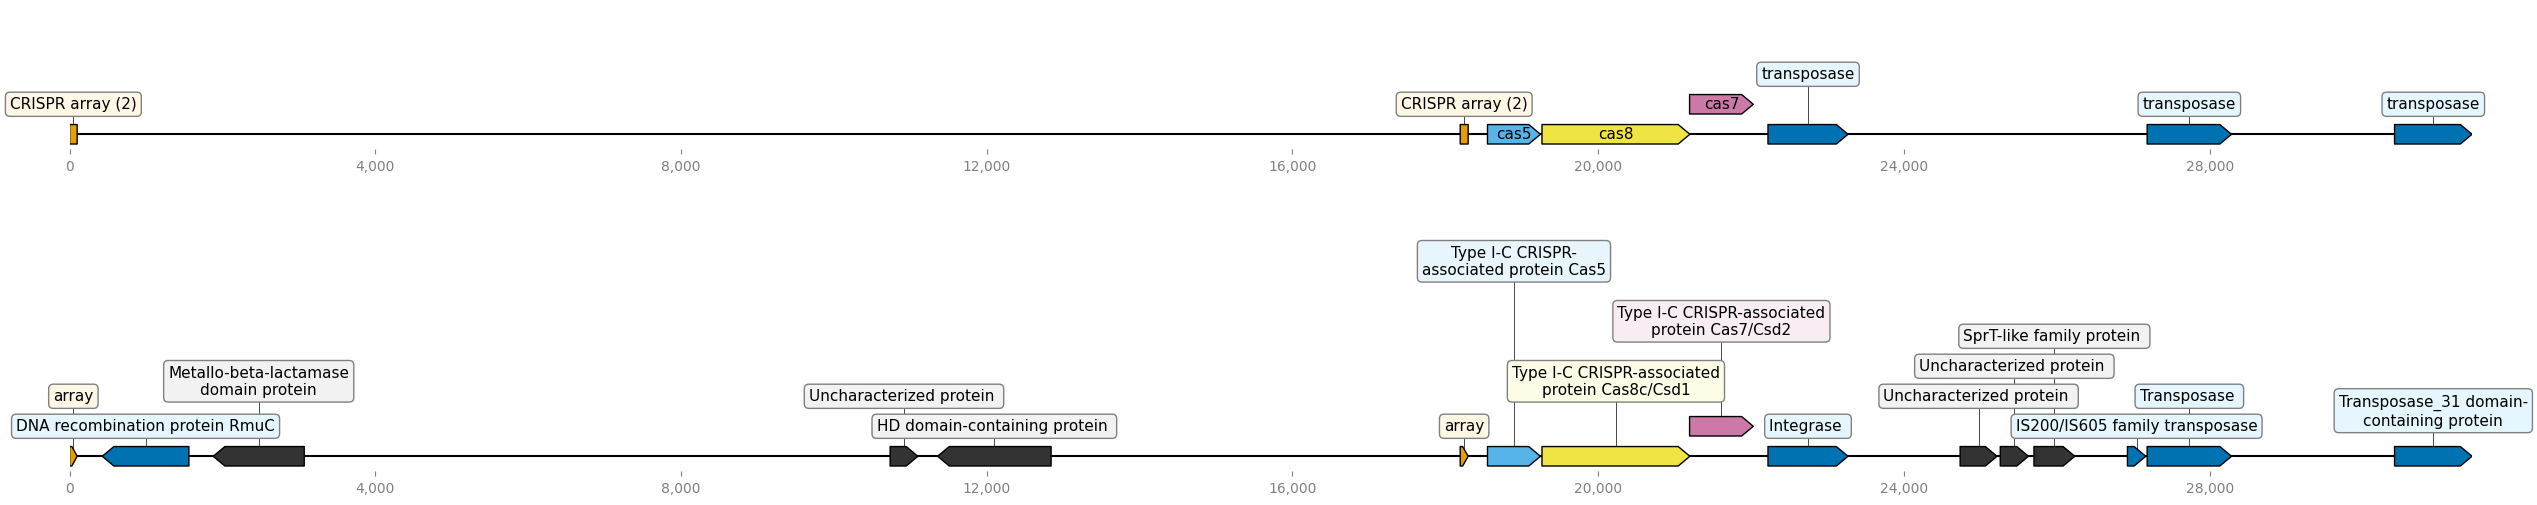 transposase
CRISPR array (2)
CRISPR array (2)
cas7
transposase
transposase
cas5
cas8
0
4,000
8,000
12,000
16,000
20,000
24,000
28,000
Type I-C CRISPR-
associated protein Cas5
Type I-C CRISPR-associated
protein Cas7/Csd2
SprT-like family protein
Metallo-beta-lactamase
domain protein
Type I-C CRISPR-associated
protein Cas8c/Csd1
Uncharacterized protein
array
Uncharacterized protein
Uncharacterized protein
Transposase
Transposase_31 domain-
containing protein
DNA recombination protein RmuC
HD domain-containing protein
array
Integrase
IS200/IS605 family transposase
0
4,000
8,000
12,000
16,000
20,000
24,000
28,000